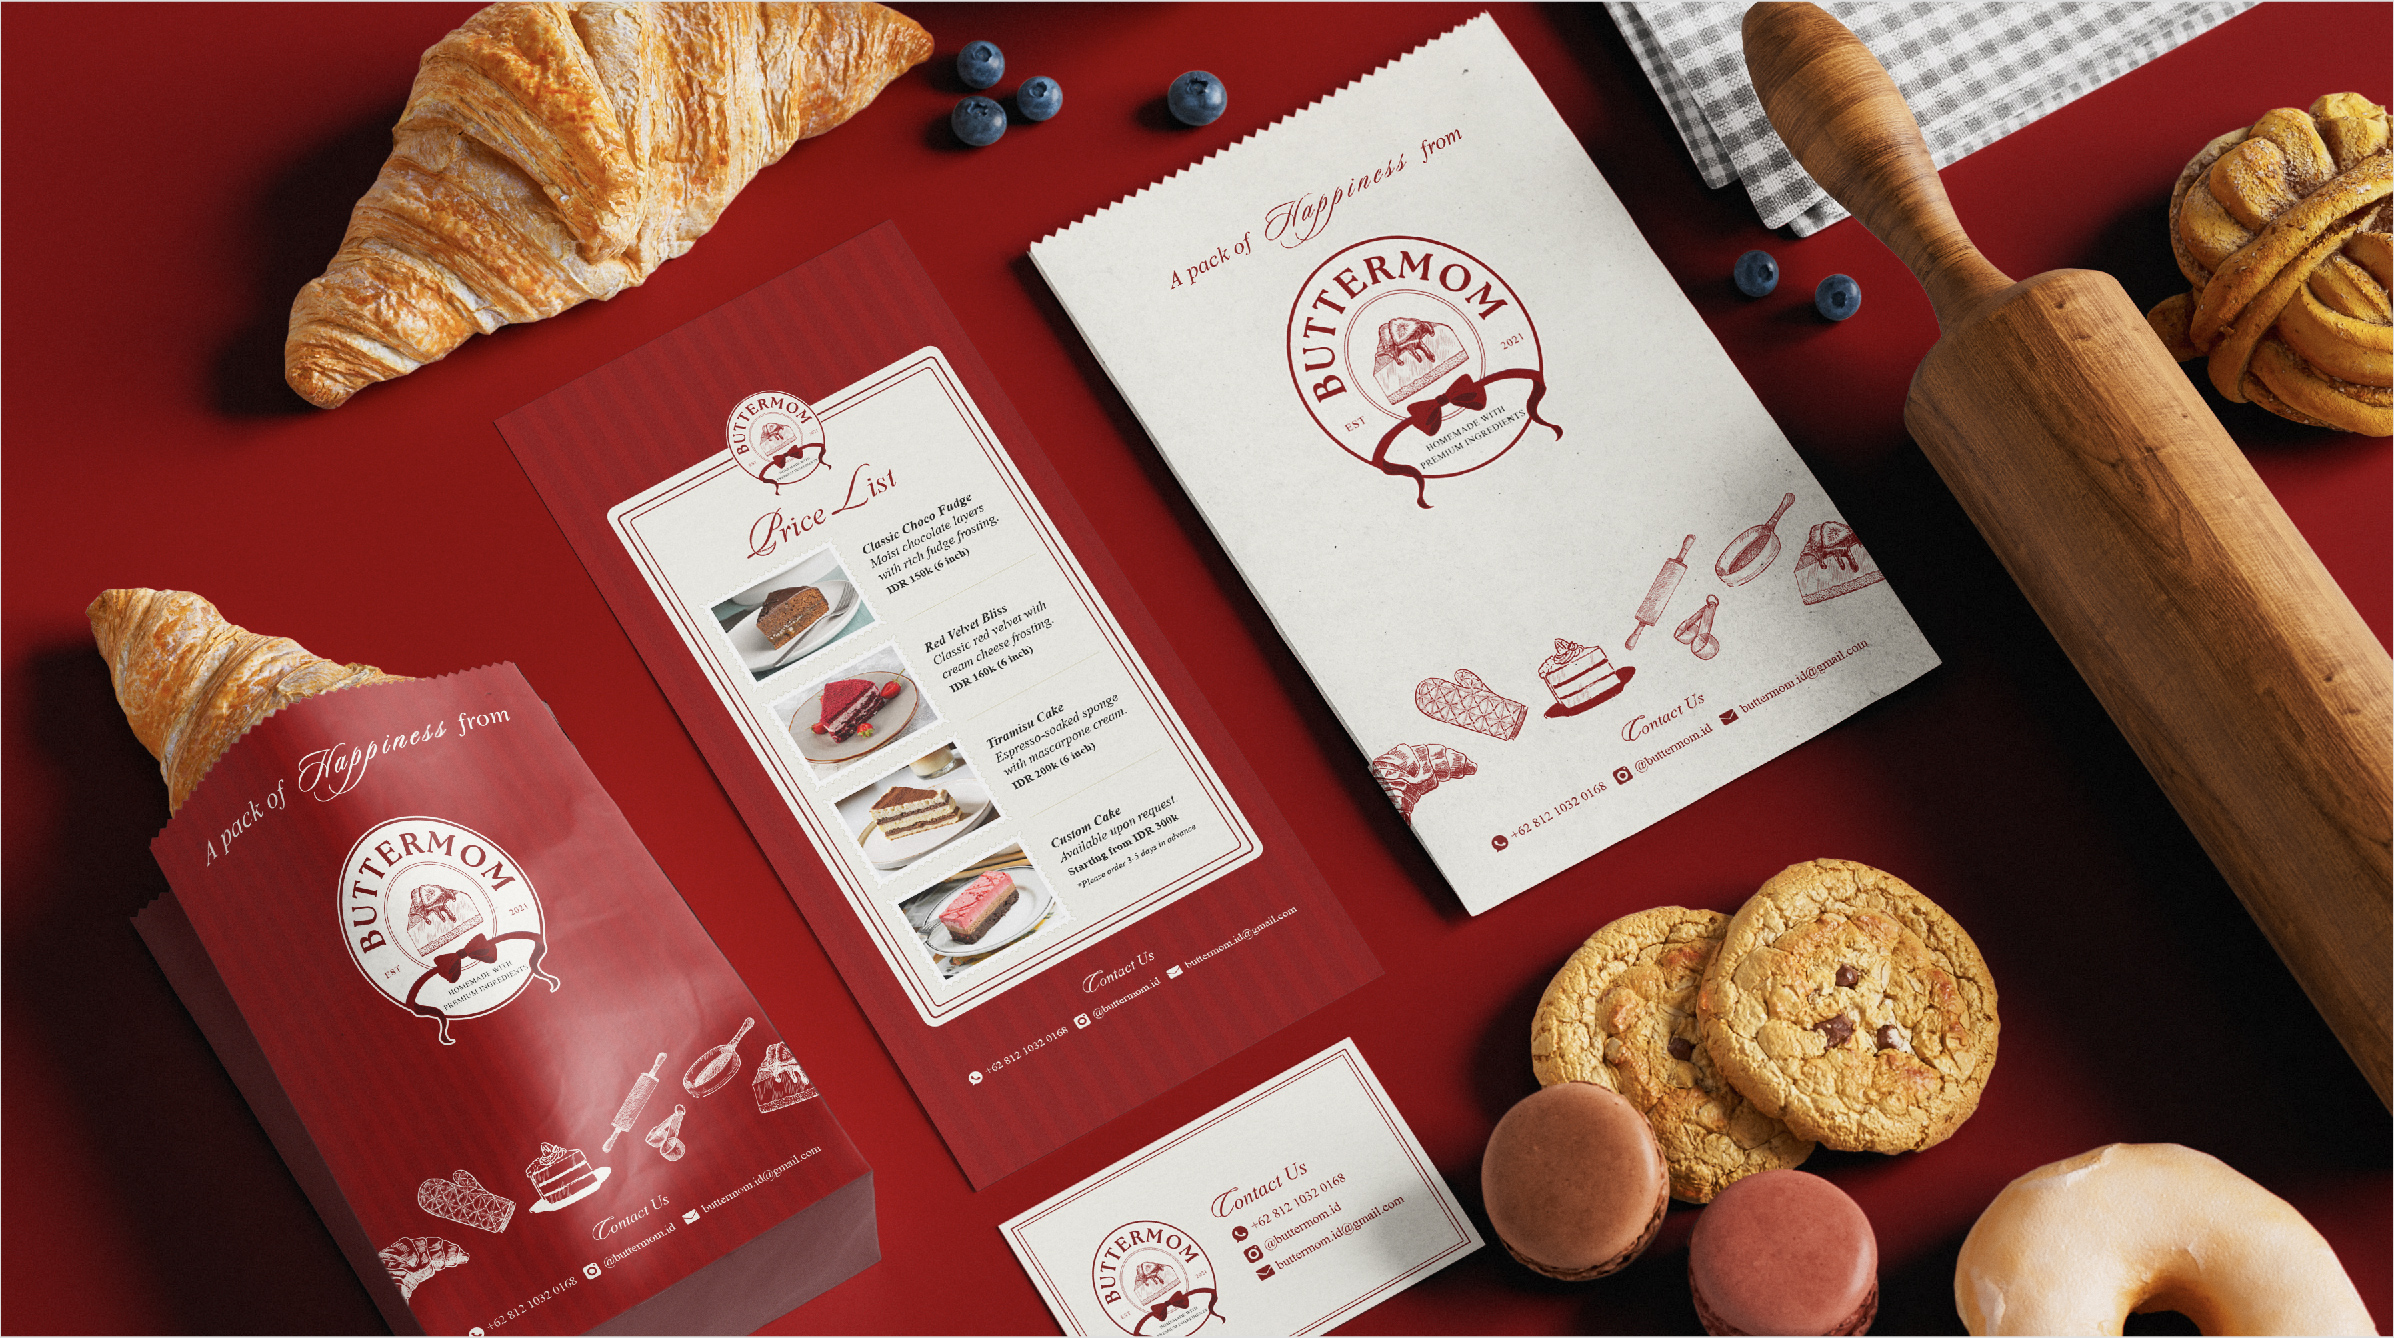 A pack of Happiness from
BUTTERMOM
EST
2021
HOMEMADE WITH
PREMIUM INGREDIENTS
Contact Us
+62 812 1032 0168 @buttermom.id buttermom.id@gmail.com
BUTTERMOM
Price List
Classic Choco Fudge
Moist chocolate layers
with rich fudge frosting.
IDR 150k (6 inch)
Red Velvet Bliss
Classic red velvet with
cream cheese frosting.
IDR 160k (6 inch)
Tiramisu Cake
Espresso-soaked sponge
with mascarpone cream.
IDR 200k (6 inch)
Custom Cake
Available upon request
Starting from IDR 300k
*Please order 3-5 days in advance
Contact Us
+62 812 1032 0168 @buttermom.id buttermom.id@gmail.com
A pack of Happiness from
BUTTERMOM
EST
2021
HOMEMADE WITH
PREMIUM INGREDIENTS
Contact Us
+62 812 1032 0168 @buttermom.id buttermom.id@gmail.com
BUTTERMOM
EST
2021
Contact Us
+62 812 1032 0168
@buttermom.id
buttermom.id@gmail.com